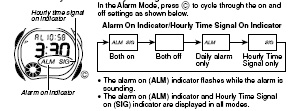 Hourly time signal
on indicator
AL 10:58
3:30
ALM SIG
Alarm on indicator
In the Alarm Mode, press Ⓒ to cycle through the on and
off settings as shown below.
Alarm On Indicator/Hourly Time Signal On Indicator
ALM SIG
ALM
SIG
Both on
Both off
Daily alarm
only
Hourly Time
Signal only
• The alarm on (ALM) indicator flashes while the alarm is
sounding.
• The alarm on (ALM) indicator and Hourly Time Signal
on (SIG) indicator are displayed in all modes.